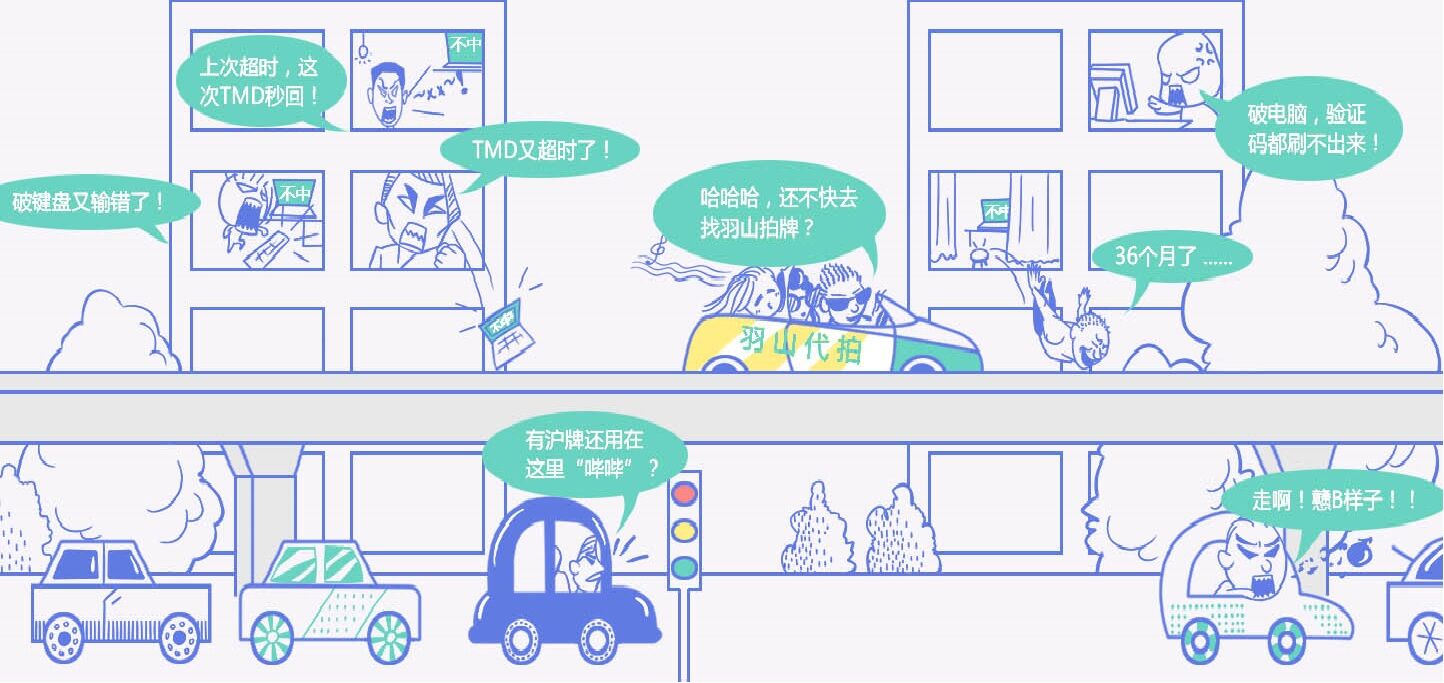 上次超时，这
次TMD秒回！
不中
TMD又超时了！
破键盘又输错了！
不中
不中
哈哈哈，还不快去
找羽山拍牌？
羽山代拍
破电脑，验证
码都刷不出来！
不中
36个月了 ......
有沪牌还用在
这里“哔哔”？
走啊！戆B样子！！